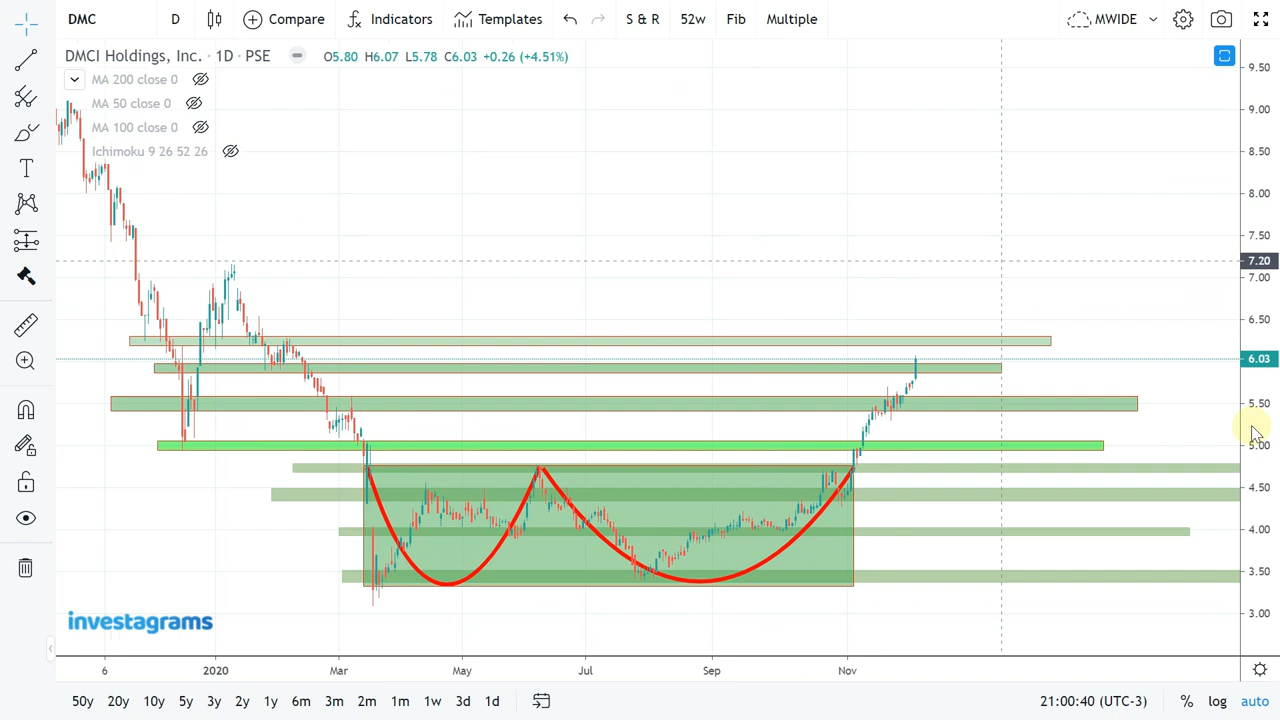 DMC D Compare Indicators Templates S & R 52w Fib Multiple MWIDE
DMCI Holdings, Inc. · 1D · PSE O5.80 H6.07 L5.78 C6.03 +0.26 (+4.51%)
MA 200 close 0
MA 50 close 0
MA 100 close 0
Ichimoku 9 26 52 26
9.50
9.00
8.50
8.00
7.50
7.20
7.00
6.50
6.03
5.50
5.00
4.50
4.00
3.50
3.00
investagrams
6 2020 Mar May Jul Sep Nov
50y 20y 10y 5y 3y 2y 1y 6m 3m 2m 1m 1w 3d 1d 21:00:40 (UTC-3) % log auto